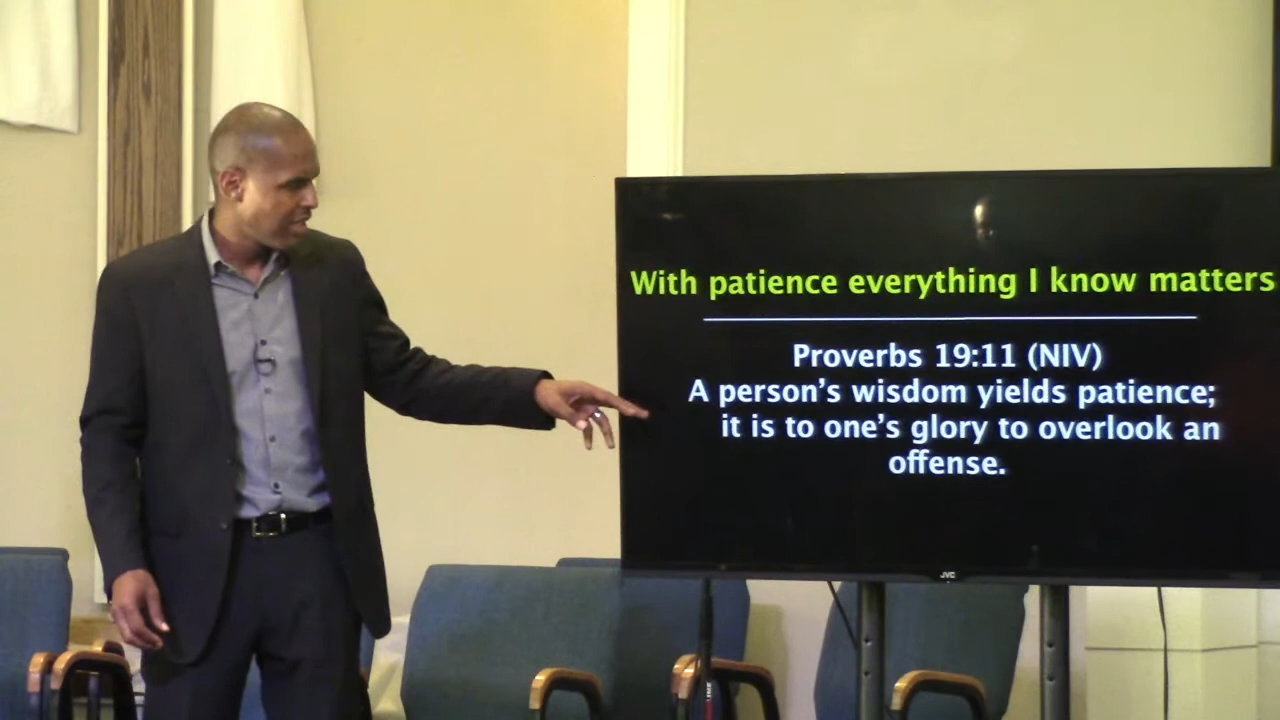 With patience everything I know matters
Proverbs 19:11 (NIV)
A person's wisdom yields patience;
it is to one's glory to overlook an
offense.
JVC